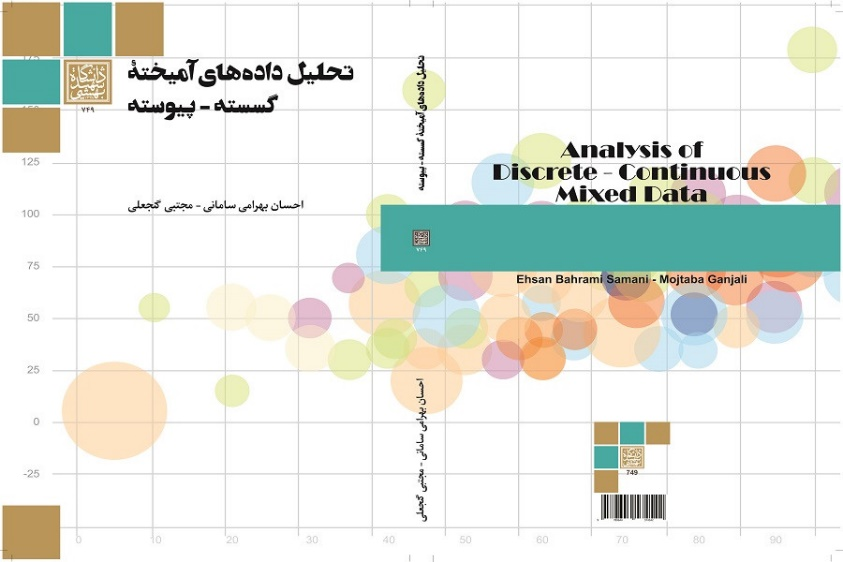 تحلیل داده‌های آمیختهٔ
گسسته - پیوسته
احسان بهرامی سامانی - مجتبی گنجعلی
۷۴۹
تحلیل داده‌های آمیختهٔ گسسته - پیوسته
احسان بهرامی سامانی - مجتبی گنجعلی
Analysis of
Discrete - Continuous
Mixed Data
Ehsan Bahrami Samani - Mojtaba Ganjali
749
125
100
75
50
25
0
-25
0 10 20 30 40 50 60 70 80 90